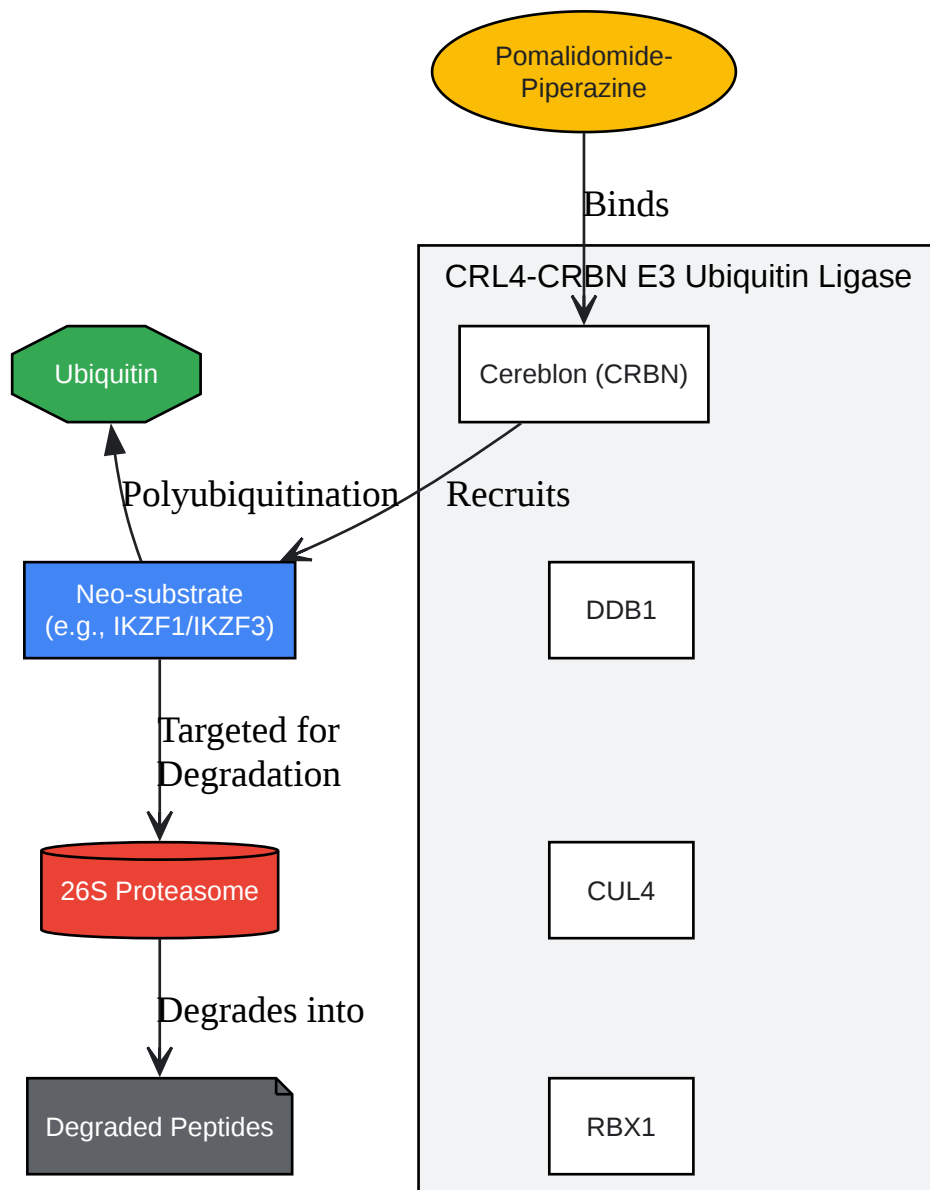 Pomalidomide-
Piperazine
Binds
CRL4-CRBN E3 Ubiquitin Ligase
Ubiquitin
Cereblon (CRBN)
Polyubiquitination
Recruits
Neo-substrate
(e.g., IKZF1/IKZF3)
DDB1
Targeted for
Degradation
26S Proteasome
CUL4
Degrades into
Degraded Peptides
RBX1